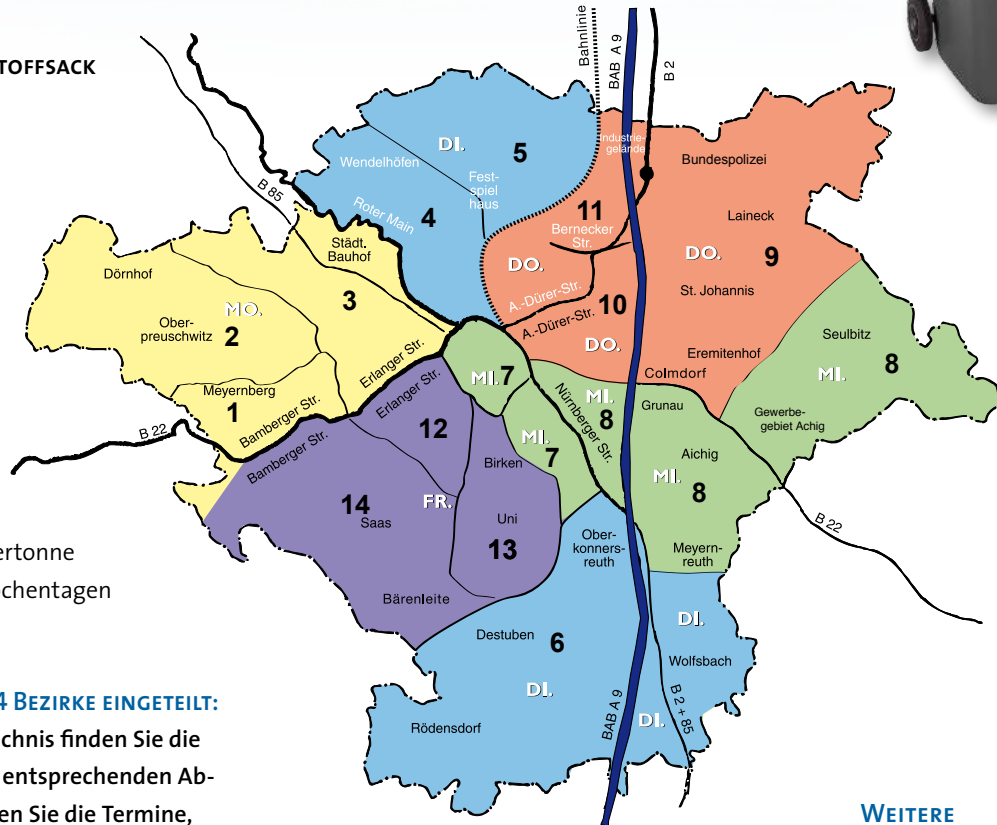 TOFFSACK
Bahnlinie
BAB A 9
B 2
B 85
Wendelhöfen
DI.
5
Fest-
spiel
haus
Roter Main
4
Industrie-
gelände
Bundespolizei
11
Bernecker
Str.
Laineck
DO.
9
DO.
St. Johannis
A.-Dürer-Str.
A.-Dürer-Str.
10
DO.
Eremitenhof
Colmdorf
Städt.
Bauhof
Dörnhof
3
MO.
Ober-
preuschwitz
2
Erlanger Str.
Meyernberg
1
Bamberger Str.
B 22
Seulbitz
8
MI.
Gewerbe-
gebiet Achig
MI.
7
Nürnberger Str.
MI.
8
Grunau
MI.
7
Aichig
MI.
8
B 22
Meyern-
reuth
Erlanger Str.
12
Bamberger Str.
Birken
14
Saas
FR.
Uni
13
Bärenleite
Ober-
konners-
reuth
Destuben
6
DI.
DI.
Wolfsbach
Rödensdorf
DI.
BAB A 9
B 2 + 85
ertonne
ochentagen
4 BEZIRKE EINGETEILT:
chnis finden Sie die
entsprechenden Ab-
en Sie die Termine,
WEITERE